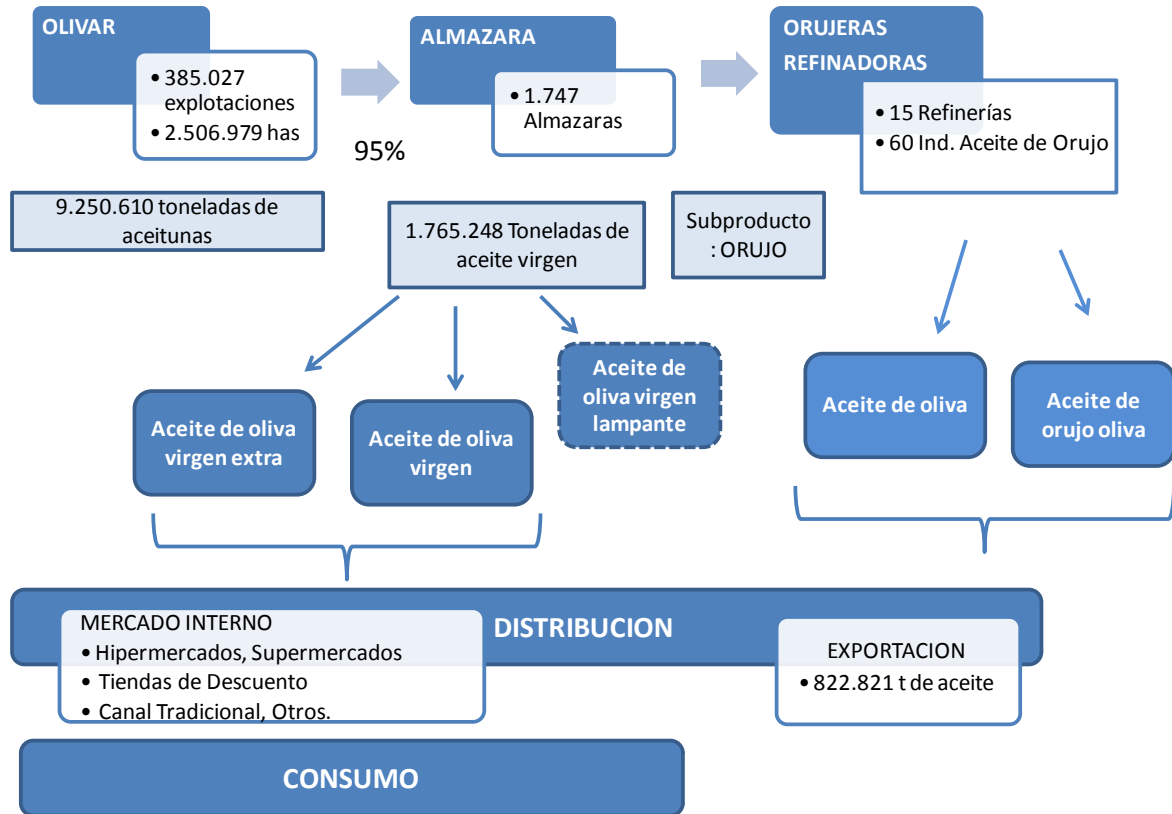 OLIVAR
• 385.027
explotaciones
• 2.506.979 has
95%
ALMAZARA
• 1.747
Almazaras
ORUJERAS
REFINADORAS
• 15 Refinerías
• 60 Ind. Aceite de Orujo
9.250.610 toneladas de
aceitunas
1.765.248 Toneladas de
aceite virgen
Subproducto
: ORUJO
Aceite de oliva
virgen extra
Aceite de oliva
virgen
Aceite de
oliva virgen
lampante
Aceite de oliva
Aceite de
orujo oliva
DISTRIBUCION
MERCADO INTERNO
• Hipermercados, Supermercados
• Tiendas de Descuento
• Canal Tradicional, Otros.
EXPORTACION
• 822.821 t de aceite
CONSUMO